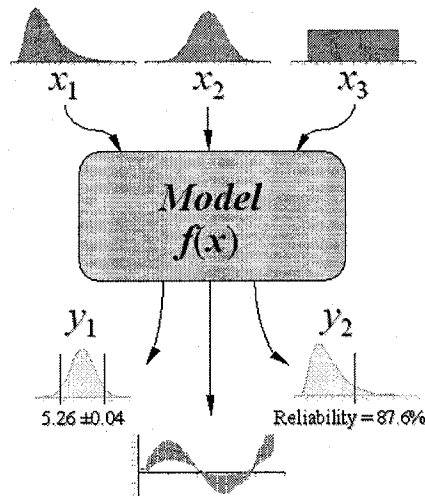 x1 x2 x3
Model
f(x)
y1 y2
5.26 ±0.04 Reliability = 87.6%